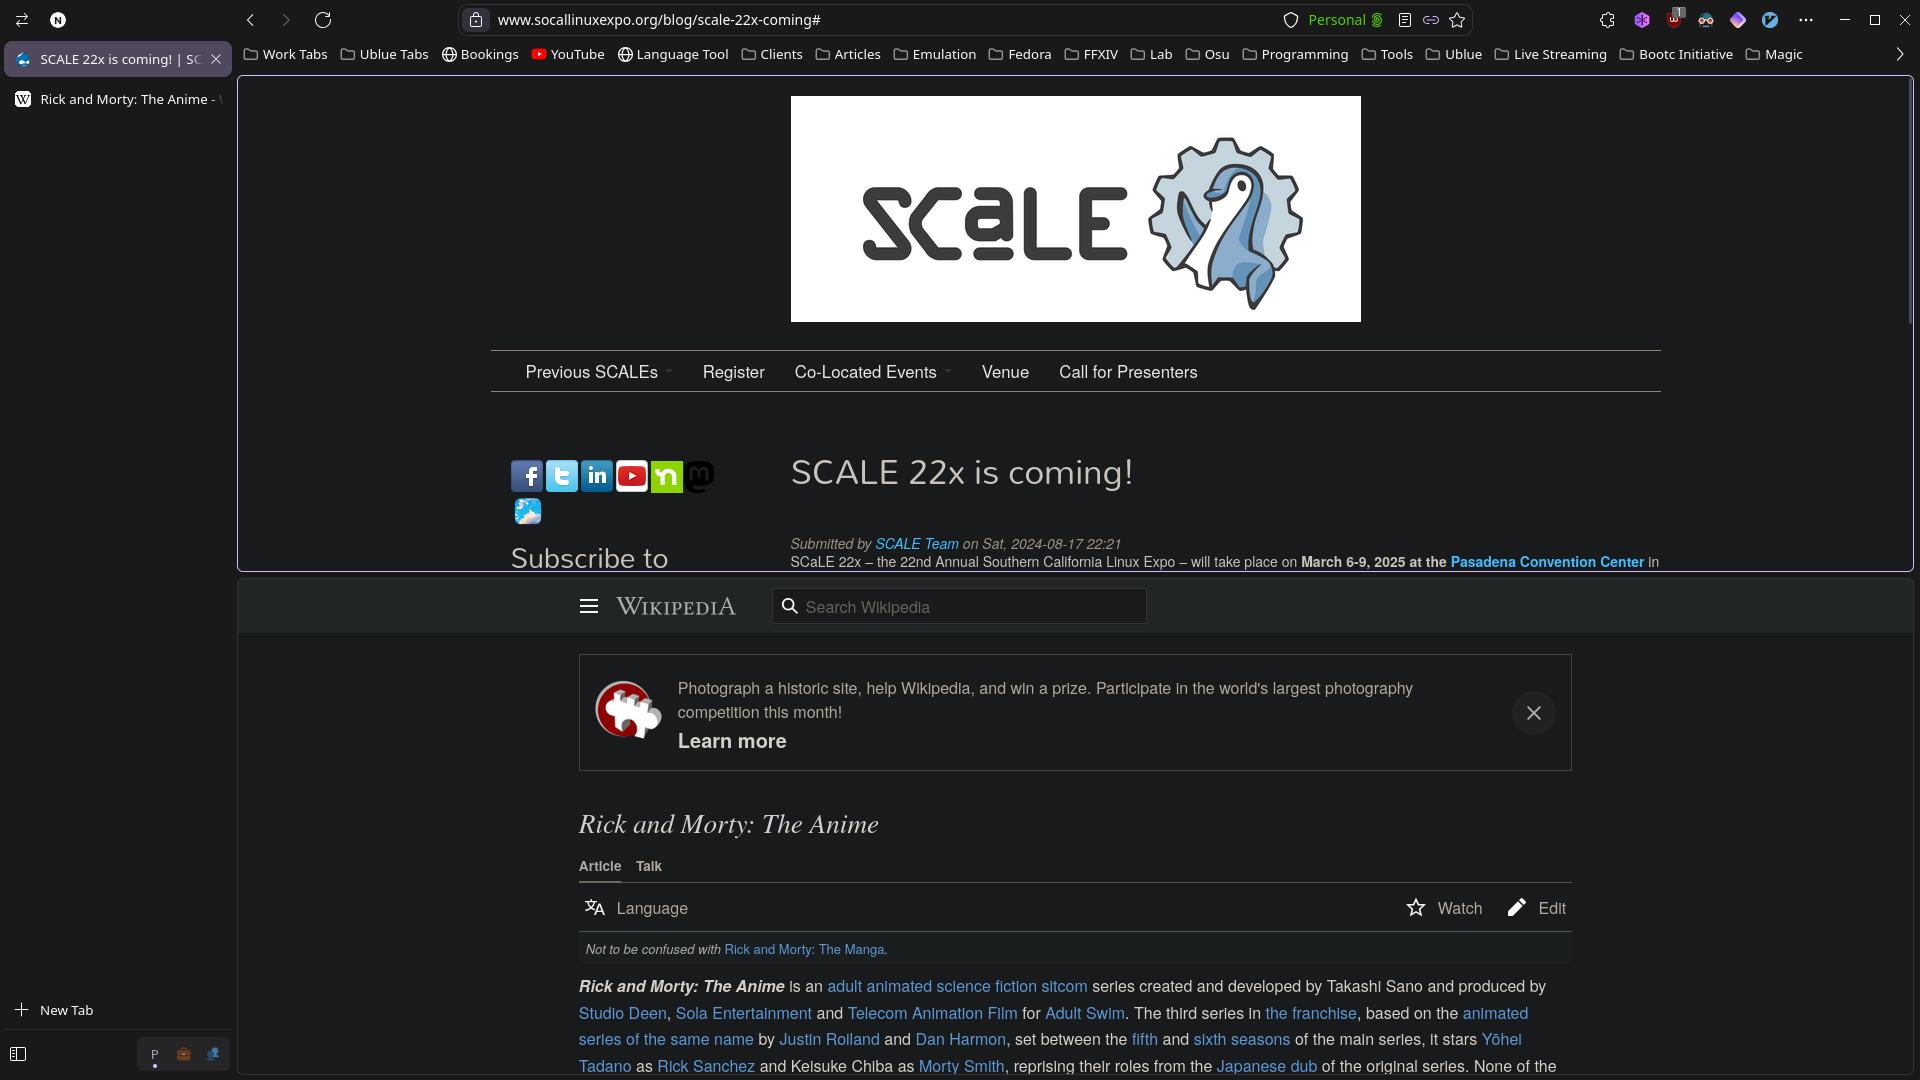 N
www.socallinuxexpo.org/blog/scale-22x-coming#
Personal
1
SCALE 22x is coming! | SC
Rick and Morty: The Anime -
Work Tabs
Ublue Tabs
Bookings
YouTube
Language Tool
Clients
Articles
Emulation
Fedora
FFXIV
Lab
Osu
Programming
Tools
Ublue
Live Streaming
Bootc Initiative
Magic
SCaLE
Previous SCALEs
Register
Co-Located Events
Venue
Call for Presenters
SCALE 22x is coming!
Submitted by SCALE Team on Sat, 2024-08-17 22:21
SCaLE 22x – the 22nd Annual Southern California Linux Expo – will take place on March 6-9, 2025 at the Pasadena Convention Center in
Subscribe to
WIKIPEDIA
Search Wikipedia
Photograph a historic site, help Wikipedia, and win a prize. Participate in the world's largest photography
competition this month!
Learn more
Rick and Morty: The Anime
Article Talk
Language
Watch
Edit
Not to be confused with Rick and Morty: The Manga.
Rick and Morty: The Anime is an adult animated science fiction sitcom series created and developed by Takashi Sano and produced by
Studio Deen, Sola Entertainment and Telecom Animation Film for Adult Swim. The third series in the franchise, based on the animated
series of the same name by Justin Roiland and Dan Harmon, set between the fifth and sixth seasons of the main series, it stars Yōhei
Tadano as Rick Sanchez and Keisuke Chiba as Morty Smith, reprising their roles from the Japanese dub of the original series. None of the
New Tab
P